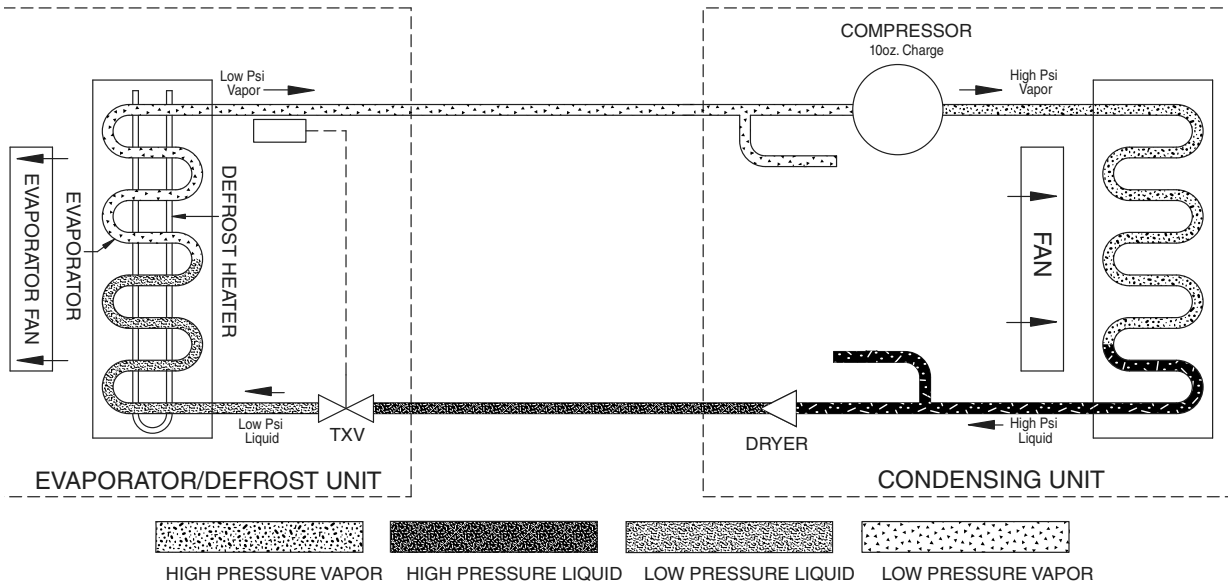 COMPRESSOR
10oz. Charge
Low Psi
Vapor
High Psi
Vapor
EVAPORATOR FAN
EVAPORATOR
DEFROST HEATER
FAN
Low Psi
Liquid
TXV
DRYER
High Psi
Liquid
EVAPORATOR/DEFROST UNIT
CONDENSING UNIT
HIGH PRESSURE VAPOR
HIGH PRESSURE LIQUID
LOW PRESSURE LIQUID
LOW PRESSURE VAPOR